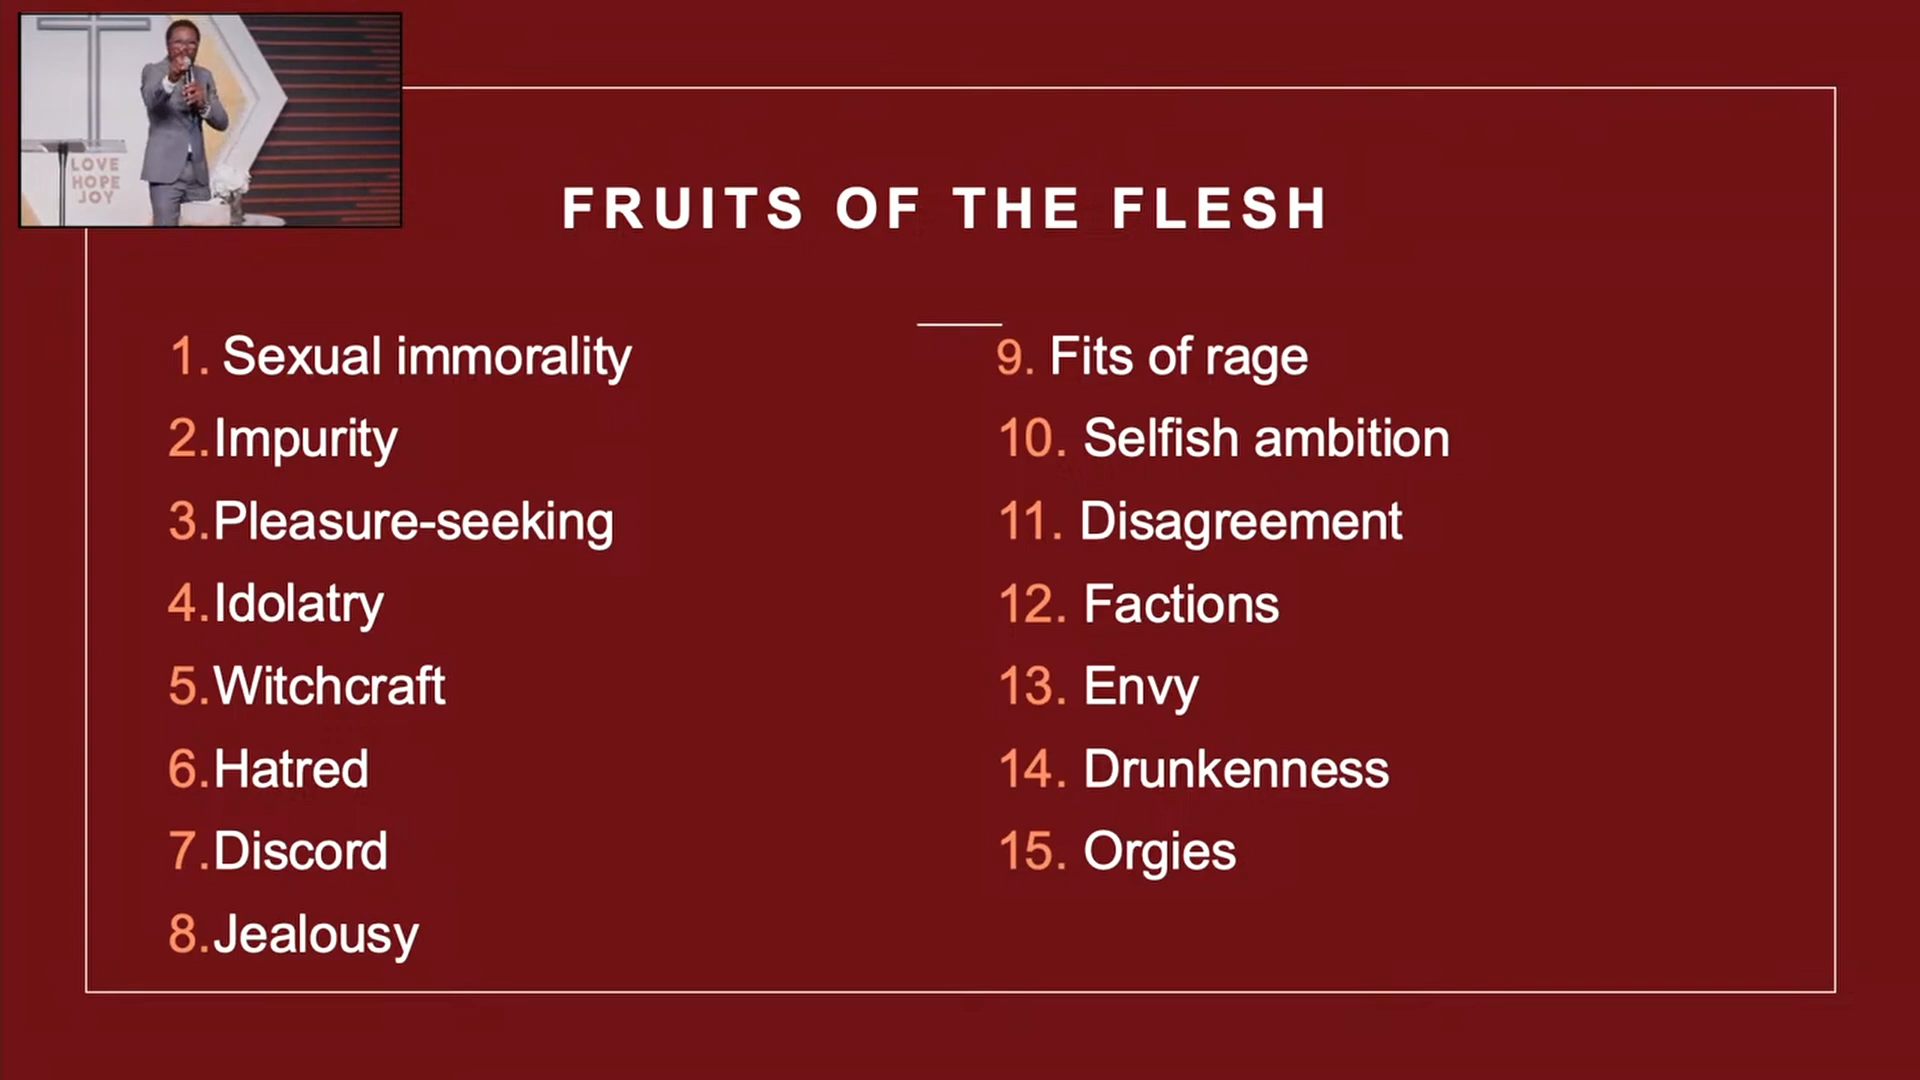 LOVE
HOPE
JOY
FRUITS OF THE FLESH
1. Sexual immorality
2.Impurity
3.Pleasure-seeking
4.Idolatry
5.Witchcraft
6.Hatred
7.Discord
8.Jealousy
9. Fits of rage
10. Selfish ambition
11. Disagreement
12. Factions
13. Envy
14. Drunkenness
15. Orgies